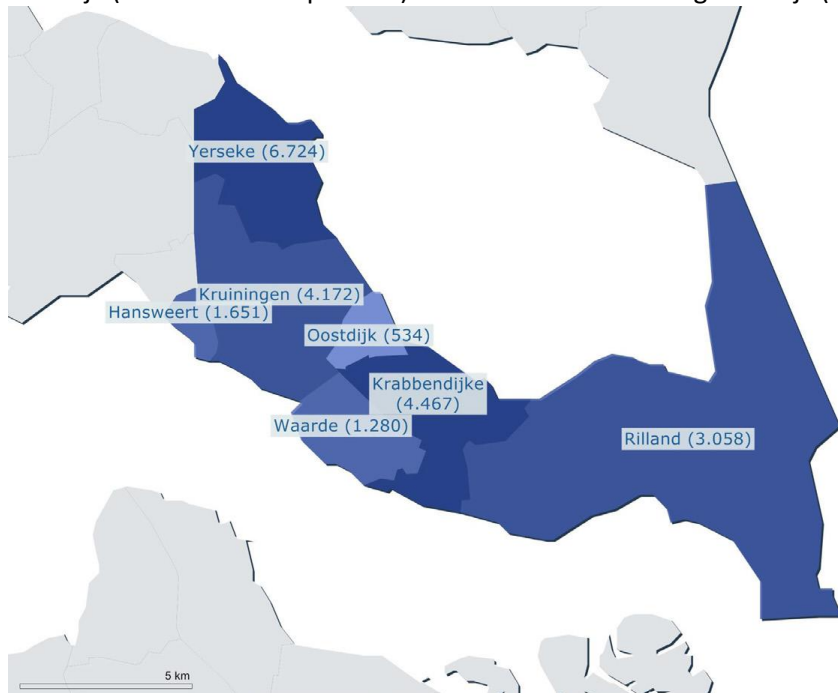 Yerseke (6.724)
Kruiningen (4.172)
Hansweert (1.651)
Oostdijk (534)
Krabbendijke
(4.467)
Waarde (1.280)
Rilland (3.058)
5 km